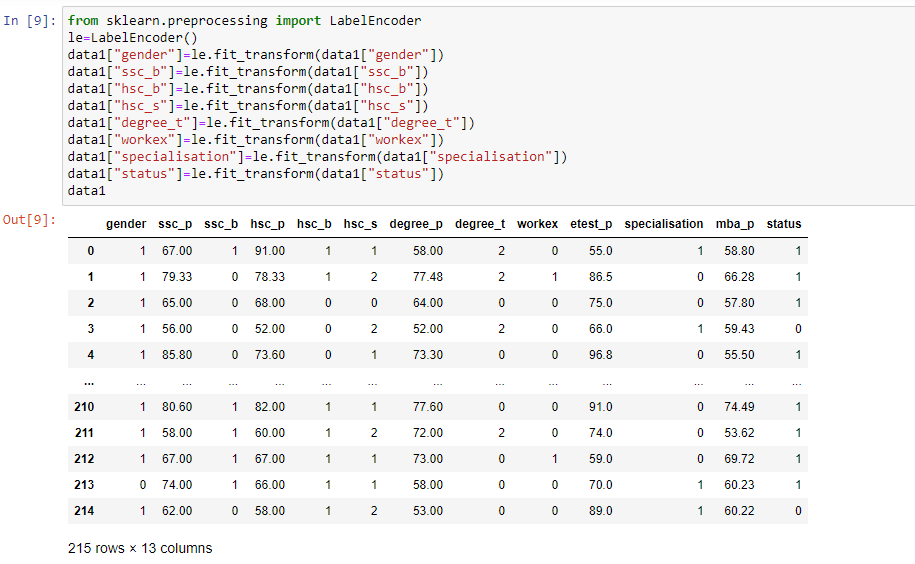 In [9]: from sklearn.preprocessing import LabelEncoder
le=LabelEncoder()
data1["gender"]=le.fit_transform(data1["gender"])
data1["ssc_b"]=le.fit_transform(data1["ssc_b"])
data1["hsc_b"]=le.fit_transform(data1["hsc_b"])
data1["hsc_s"]=le.fit_transform(data1["hsc_s"])
data1["degree_t"]=le.fit_transform(data1["degree_t"])
data1["workex"]=le.fit_transform(data1["workex"])
data1["specialisation"]=le.fit_transform(data1["specialisation"])
data1["status"]=le.fit_transform(data1["status"])
data1
Out[9]:
gender ssc_p ssc_b hsc_p hsc_b hsc_s degree_p degree_t workex etest_p specialisation mba_p status
0 1 67.00 1 91.00 1 1 58.00 2 0 55.0 1 58.80 1
1 1 79.33 0 78.33 1 2 77.48 2 1 86.5 0 66.28 1
2 1 65.00 0 68.00 0 0 64.00 0 0 75.0 0 57.80 1
3 1 56.00 0 52.00 0 2 52.00 2 0 66.0 1 59.43 0
4 1 85.80 0 73.60 0 1 73.30 0 0 96.8 0 55.50 1
... ... ... ... ... ... ... ... ... ... ... ... ... ...
210 1 80.60 1 82.00 1 1 77.60 0 0 91.0 0 74.49 1
211 1 58.00 1 60.00 1 2 72.00 2 0 74.0 0 53.62 1
212 1 67.00 1 67.00 1 1 73.00 0 1 59.0 0 69.72 1
213 0 74.00 1 66.00 1 1 58.00 0 0 70.0 1 60.23 1
214 1 62.00 0 58.00 1 2 53.00 0 0 89.0 1 60.22 0
215 rows × 13 columns